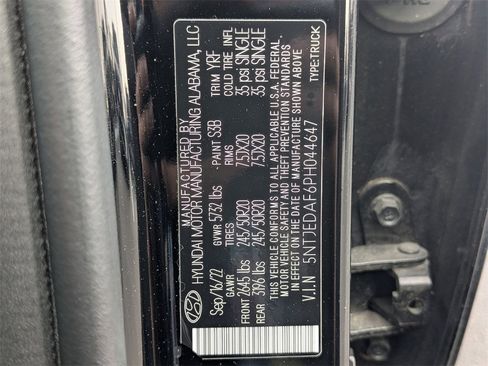 MANUFACTURED BY
HYUNDAI MOTOR MANUFACTURING ALABAMA, LLC
Sep/16/22 GVWR 5732 lbs PAINT S3B TRIM YRF
GAWR TIRES RIMS COLD TIRE INFL
FRONT 2645 lbs 245/50R20 7.5JX20 35 psi SINGLE
REAR 3196 lbs 245/50R20 7.5JX20 35 psi SINGLE
THIS VEHICLE CONFORMS TO ALL APPLICABLE U.S.A. FEDERAL
MOTOR VEHICLE SAFETY AND THEFT PREVENTION STANDARDS
IN EFFECT ON THE DATE OF MANUFACTURE SHOWN ABOVE
V.I.N 5NTJEDAF6PH044647 TYPE:TRUCK